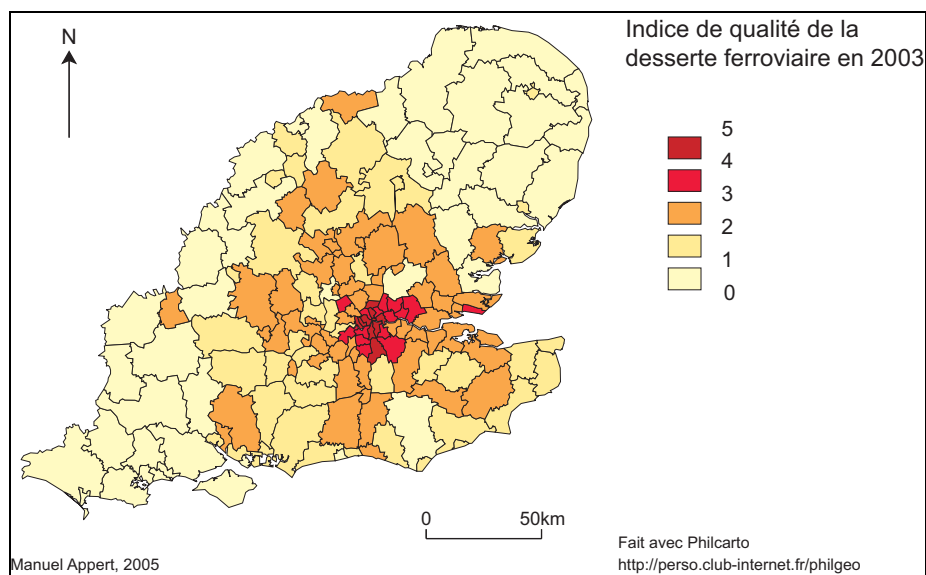 N
Indice de qualité de la
desserte ferroviaire en 2003
5
4
3
2
1
0
0 50km
Fait avec Philcarto
Manuel Appert, 2005
http://perso.club-internet.fr/philgeo